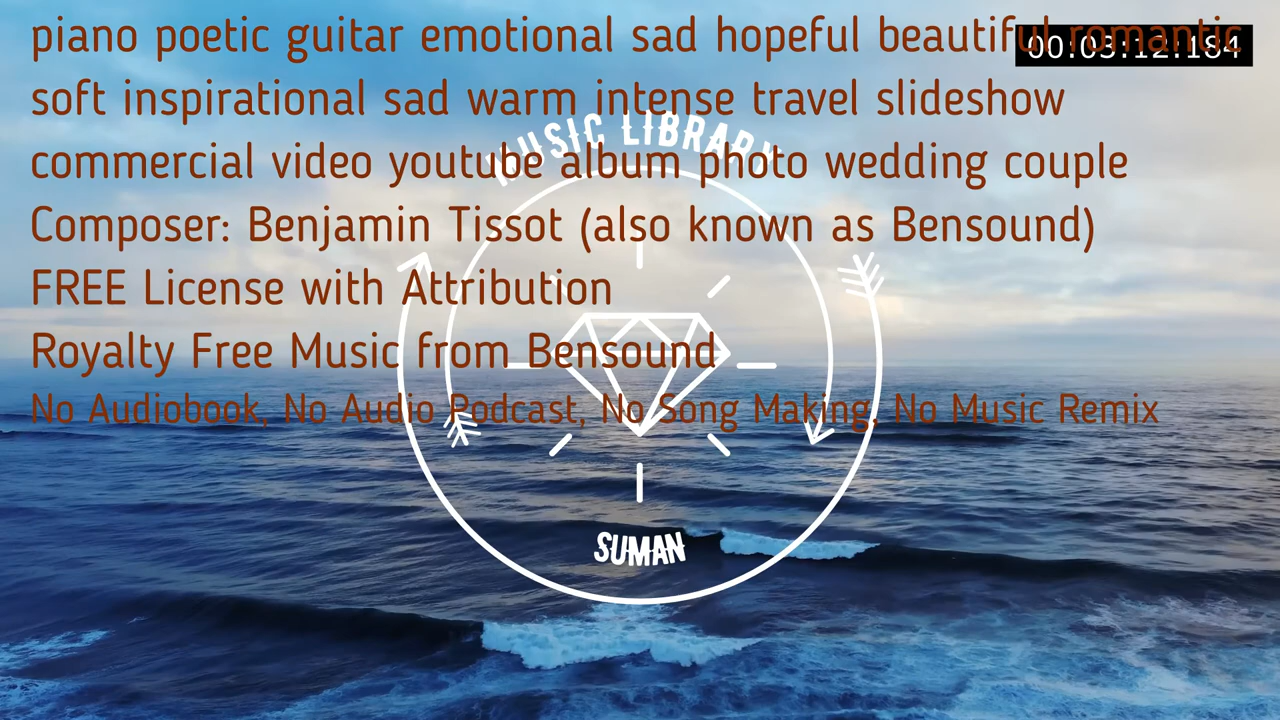 piano poetic guitar emotional sad hopeful beautiful romantic
00:03:12:184
soft inspirational sad warm intense travel slideshow
MUSIC LIBRARY
commercial video youtube album photo wedding couple
Composer: Benjamin Tissot (also known as Bensound)
FREE License with Attribution
Royalty Free Music from Bensound
No Audiobook, No Audio Podcast, No Song Making, No Music Remix
SUMAN